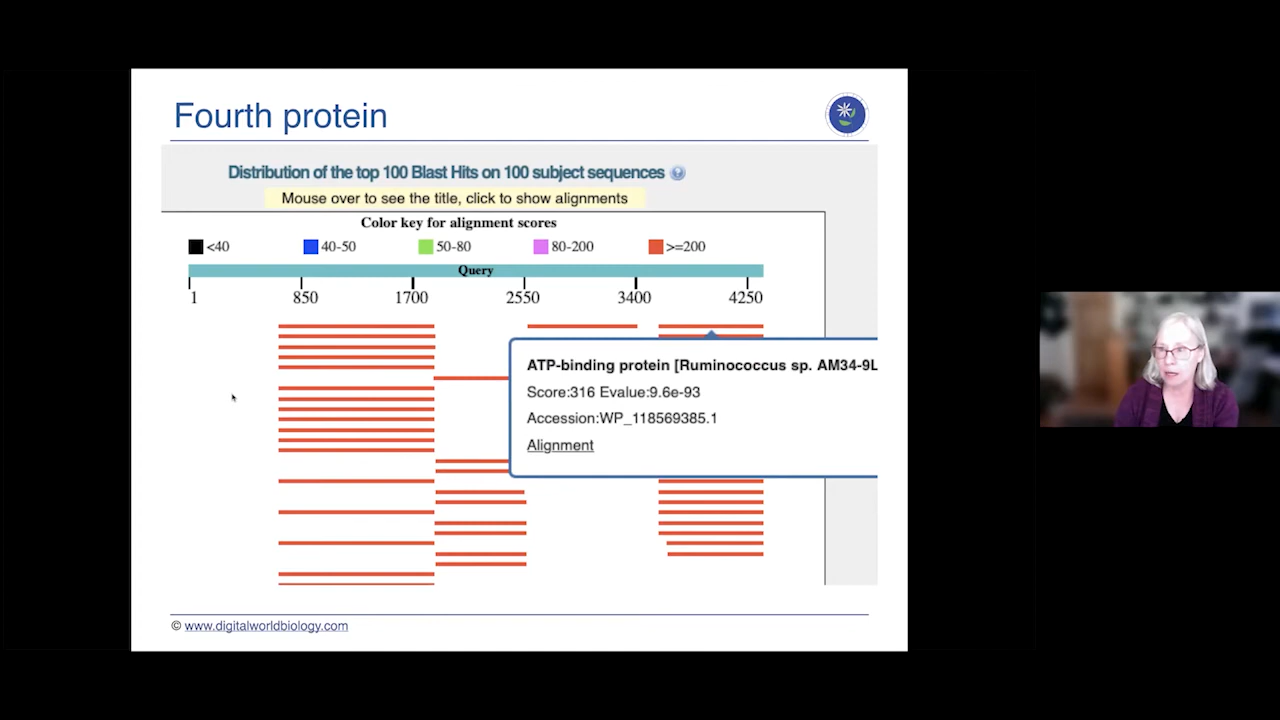 Fourth protein
Distribution of the top 100 Blast Hits on 100 subject sequences ?
Mouse over to see the title, click to show alignments
Color key for alignment scores
<40 40-50 50-80 80-200 >=200
Query
1 850 1700 2550 3400 4250
ATP-binding protein [Ruminococcus sp. AM34-9L
Score:316 Evalue:9.6e-93
Accession:WP_118569385.1
Alignment
© www.digitalworldbiology.com